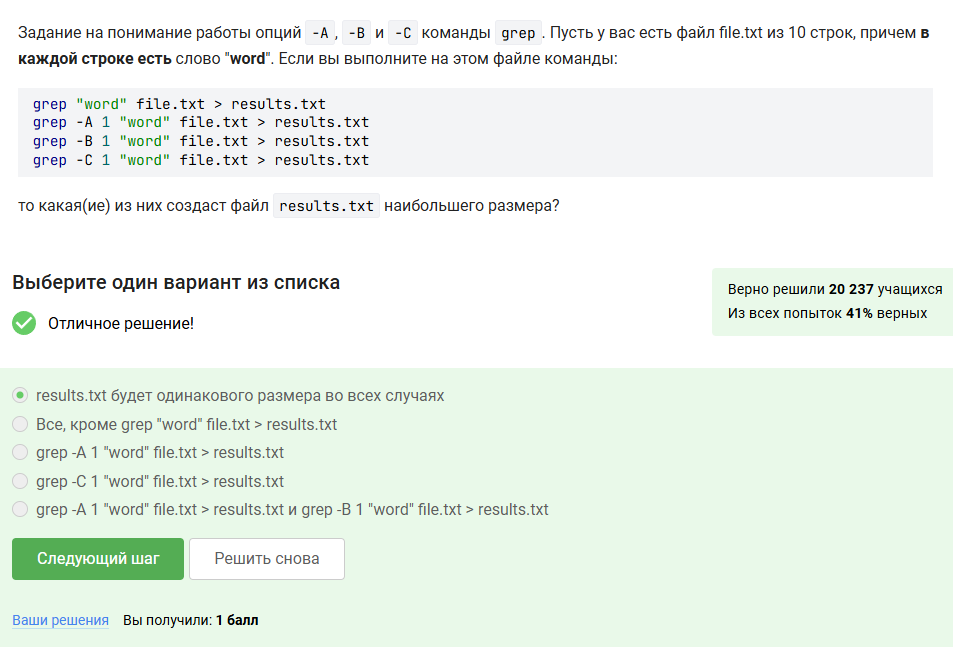 Задание на понимание работы опций -A, -B и -C команды grep. Пусть у вас есть файл file.txt из 10 строк, причем в
каждой строке есть слово "word". Если вы выполните на этом файле команды:
grep "word" file.txt > results.txt
grep -A 1 "word" file.txt > results.txt
grep -B 1 "word" file.txt > results.txt
grep -C 1 "word" file.txt > results.txt
то какая(ие) из них создаст файл results.txt наибольшего размера?
Выберите один вариант из списка
Отличное решение!
Верно решили 20 237 учащихся
Из всех попыток 41% верных
results.txt будет одинакового размера во всех случаях
Все, кроме grep "word" file.txt > results.txt
grep -A 1 "word" file.txt > results.txt
grep -C 1 "word" file.txt > results.txt
grep -A 1 "word" file.txt > results.txt и grep -B 1 "word" file.txt > results.txt
Следующий шаг
Решить снова
Ваши решения Вы получили: 1 балл